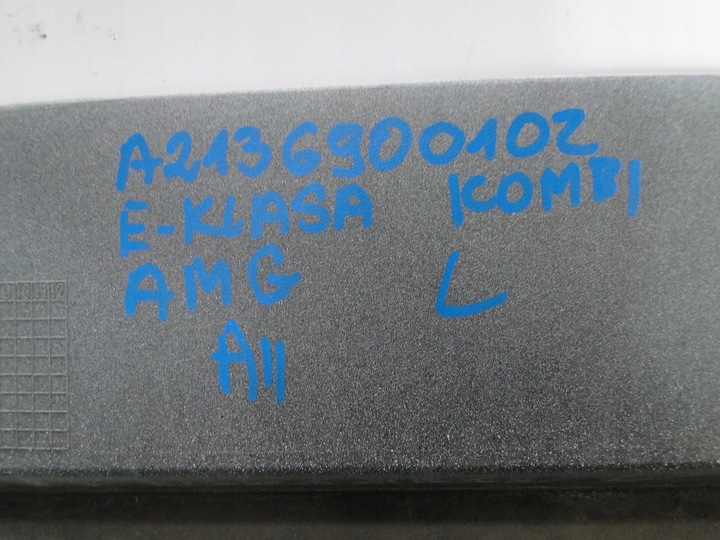 A2136900102
E-KLASA KOMBI
AMG L
A11